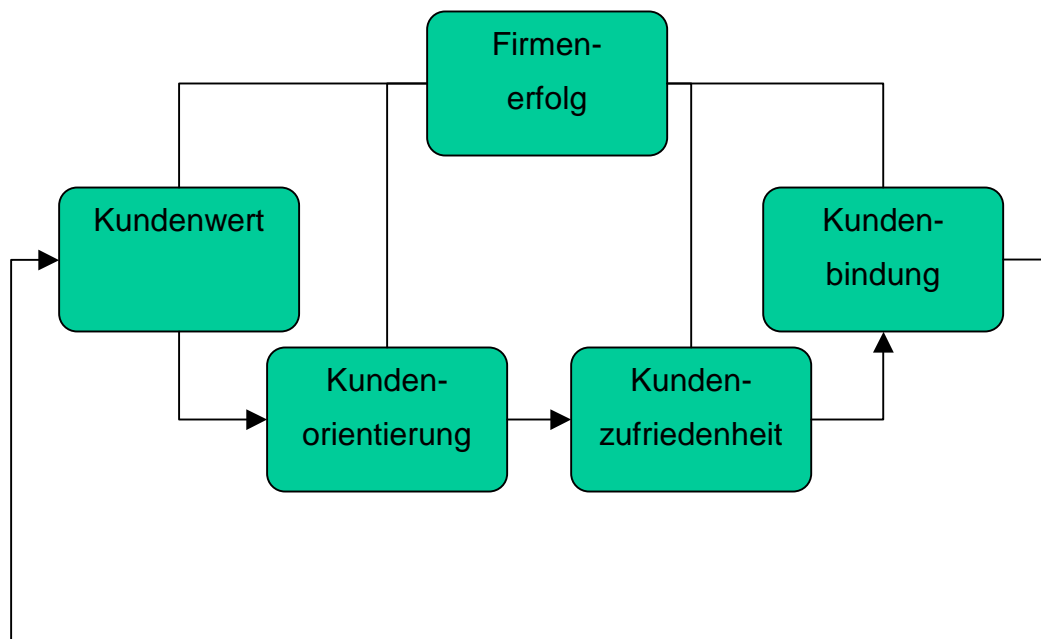 Firmen-
erfolg
Kundenwert
Kunden-
bindung
Kunden-
orientierung
Kunden-
zufriedenheit